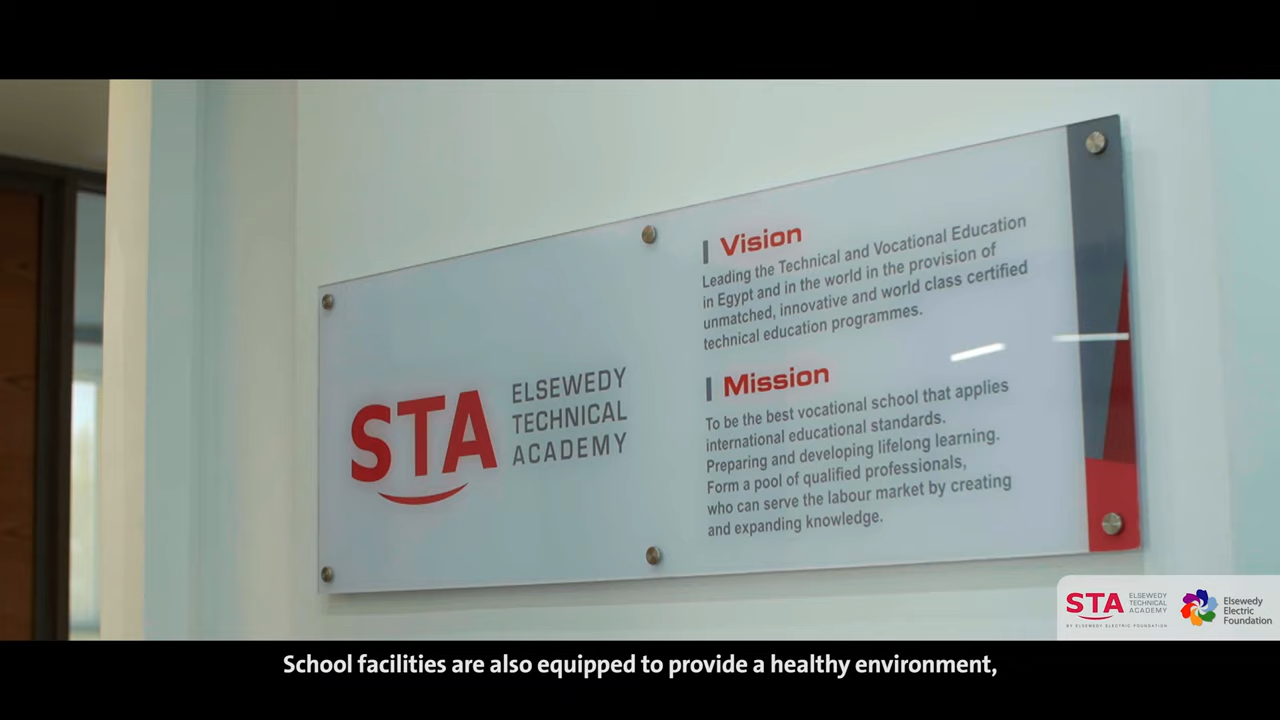 STA
ELSEWEDY
TECHNICAL
ACADEMY
Vision
Leading the Technical and Vocational Education
in Egypt and in the world in the provision of
unmatched, innovative and world class certified
technical education programmes.
Mission
To be the best vocational school that applies
international educational standards.
Preparing and developing lifelong learning.
Form a pool of qualified professionals,
who can serve the labour market by creating
and expanding knowledge.
STA
ELSEWEDY
TECHNICAL
ACADEMY
BY ELSEWEDY ELECTRIC FOUNDATION
Elsewedy
Electric
Foundation
School facilities are also equipped to provide a healthy environment,